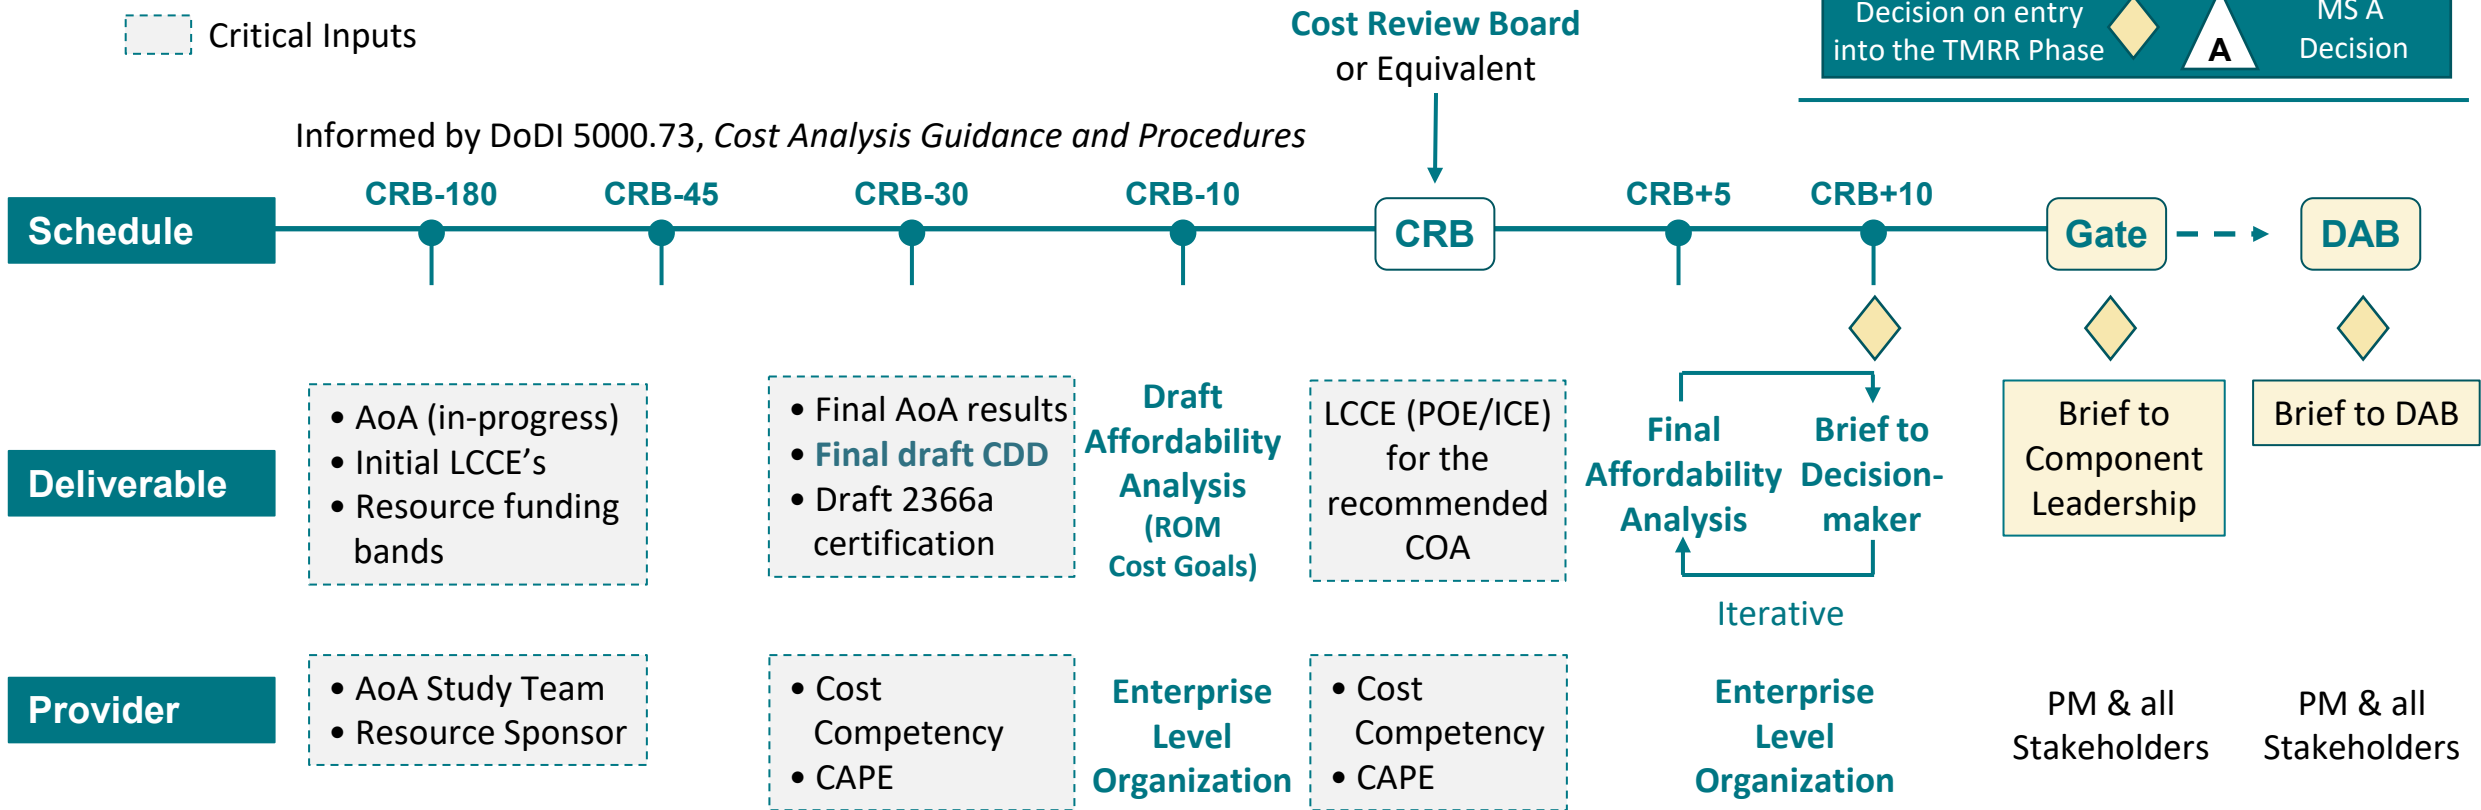 Critical Inputs
Cost Review Board
or Equivalent
Decision on entry
into the TMRR Phase
A
MS A
Decision
Informed by DoDI 5000.73, Cost Analysis Guidance and Procedures
Schedule
CRB-180
CRB-45
CRB-30
CRB-10
CRB
CRB+5
CRB+10
Gate
DAB
Deliverable
• AoA (in-progress)
• Initial LCCE’s
• Resource funding
bands
• Final AoA results
• Final draft CDD
• Draft 2366a
certification
Draft
Affordability
Analysis
(ROM
Cost Goals)
LCCE (POE/ICE)
for the
recommended
COA
Final
Affordability
Analysis
Brief to
Decision-
maker
Iterative
Brief to
Component
Leadership
Brief to DAB
Provider
• AoA Study Team
• Resource Sponsor
• Cost
Competency
• CAPE
Enterprise
Level
Organization
• Cost
Competency
• CAPE
Enterprise
Level
Organization
PM & all
Stakeholders
PM & all
Stakeholders